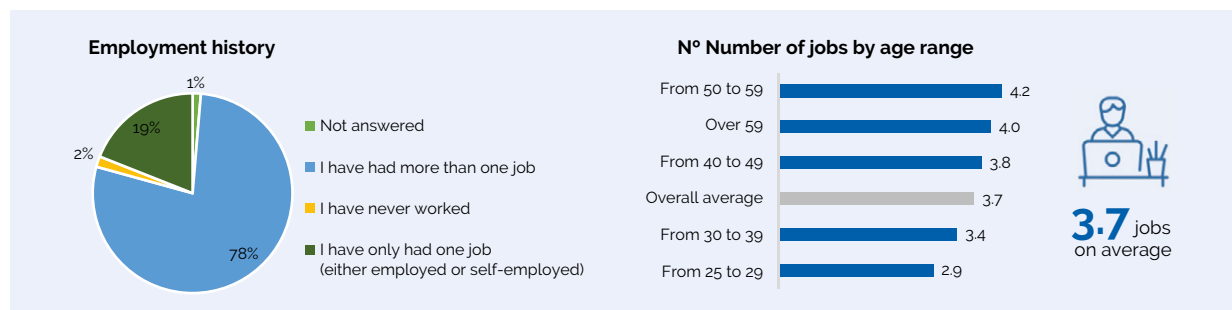 Employment history
1%
19%
2%
78%
Not answered
I have had more than one job
I have never worked
I have only had one job
(either employed or self-employed)
Nº Number of jobs by age range
From 50 to 59 4.2
Over 59 4.0
From 40 to 49 3.8
Overall average 3.7
From 30 to 39 3.4
From 25 to 29 2.9
3.7 jobs
on average